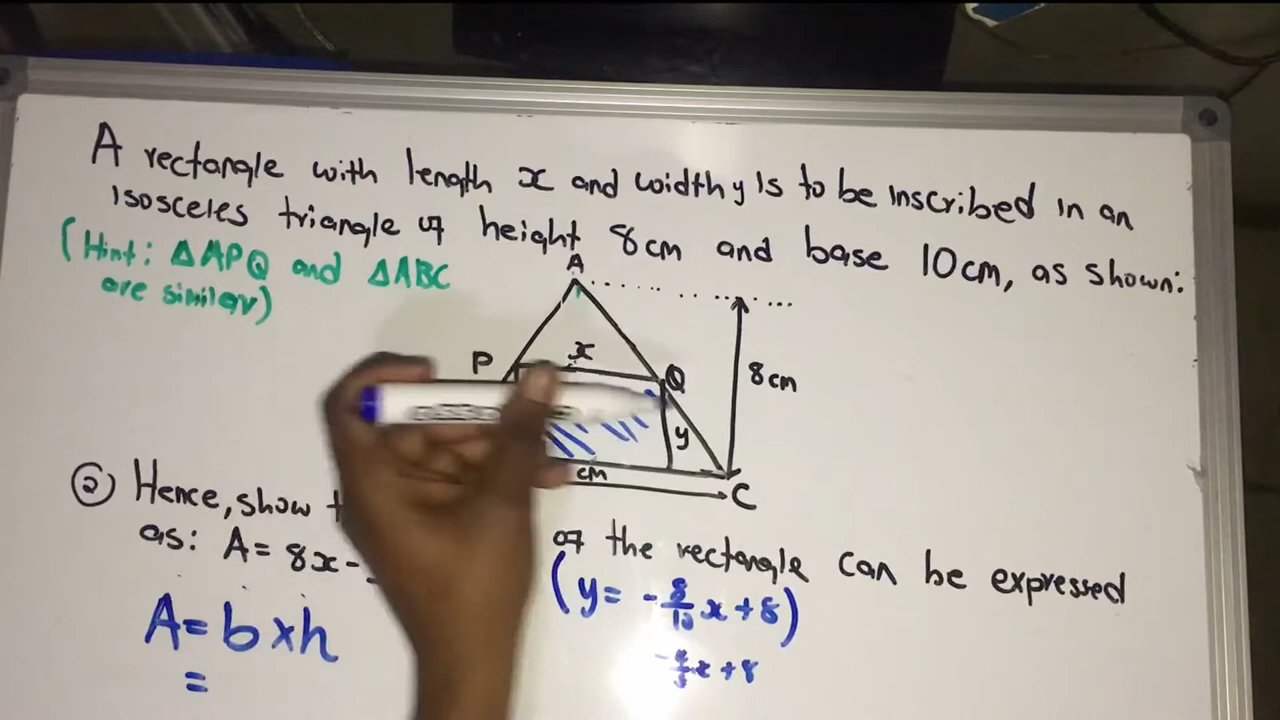 A rectangle with length x and width y is to be inscribed in an
isosceles triangle of height 8cm and base 10cm, as shown:
(Hint: ΔAPQ and ΔABC
are similar)
A
P
x
Q
8cm
y
cm
C
② Hence, show
of the rectangle can be expressed
as: A= 8x-
(y= -8/10 x+8)
A= b×h
-4/5 x +8
=